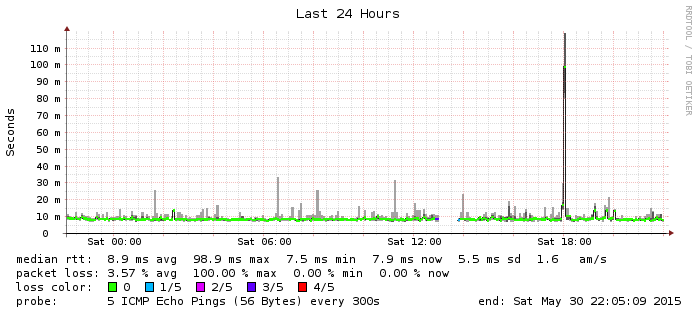 Last 24 Hours
RRDTOOL / TOBI OETIKER
Seconds
110 m
100 m
90 m
80 m
70 m
60 m
50 m
40 m
30 m
20 m
10 m
0
Sat 00:00 Sat 06:00 Sat 12:00 Sat 18:00
median rtt: 8.9 ms avg 98.9 ms max 7.5 ms min 7.9 ms now 5.5 ms sd 1.6 am/s
packet loss: 3.57 % avg 100.00 % max 0.00 % min 0.00 % now
loss color: 0 1/5 2/5 3/5 4/5
probe: 5 ICMP Echo Pings (56 Bytes) every 300s end: Sat May 30 22:05:09 2015